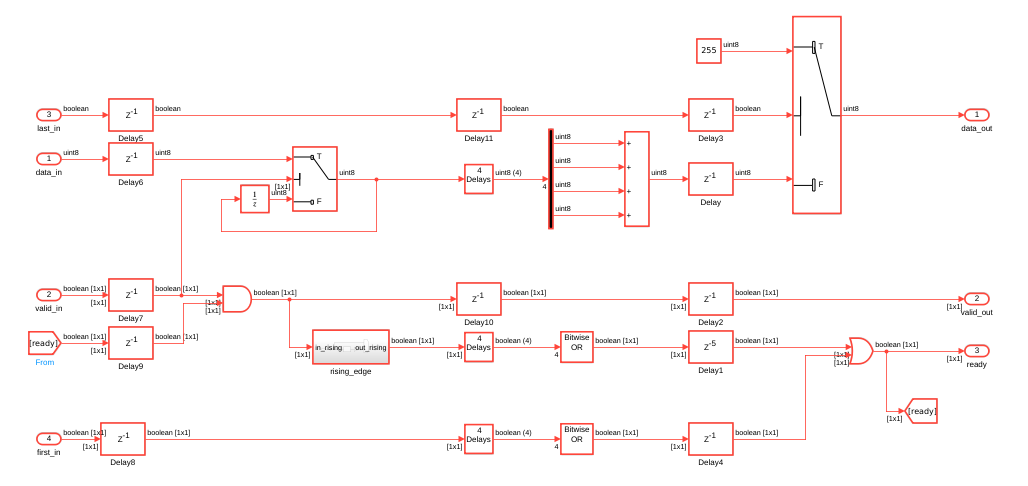 255
uint8
T
F
uint8
1
data_out
3
boolean
last_in
Z-1
boolean
Delay5
Z-1
boolean
Delay11
Z-1
boolean
Delay3
1
uint8
data_in
Z-1
uint8
Delay6
T
F
[1x1]
uint8
uint8
1
z
4
Delays
uint8 (4)
4
uint8
uint8
uint8
uint8
+
+
+
+
uint8
Z-1
uint8
Delay
2
boolean [1x1]
[1x1]
valid_in
Z-1
boolean [1x1]
Delay7
[1x1]
[1x1]
boolean [1x1]
[1x1]
Z-1
boolean [1x1]
Delay10
[1x1]
Z-1
boolean [1x1]
Delay2
[1x1]
2
valid_out
[ready]
From
boolean [1x1]
[1x1]
Z-1
boolean [1x1]
Delay9
[1x1]
in_rising
out_rising
rising_edge
boolean [1x1]
[1x1]
4
Delays
boolean (4)
4
Bitwise
OR
boolean [1x1]
[1x1]
Z-5
boolean [1x1]
Delay1
[1x1]
[1x1]
boolean [1x1]
[1x1]
3
ready
[1x1]
[ready]
4
boolean [1x1]
[1x1]
first_in
Z-1
boolean [1x1]
Delay8
[1x1]
4
Delays
boolean (4)
4
Bitwise
OR
boolean [1x1]
[1x1]
Z-1
boolean [1x1]
Delay4